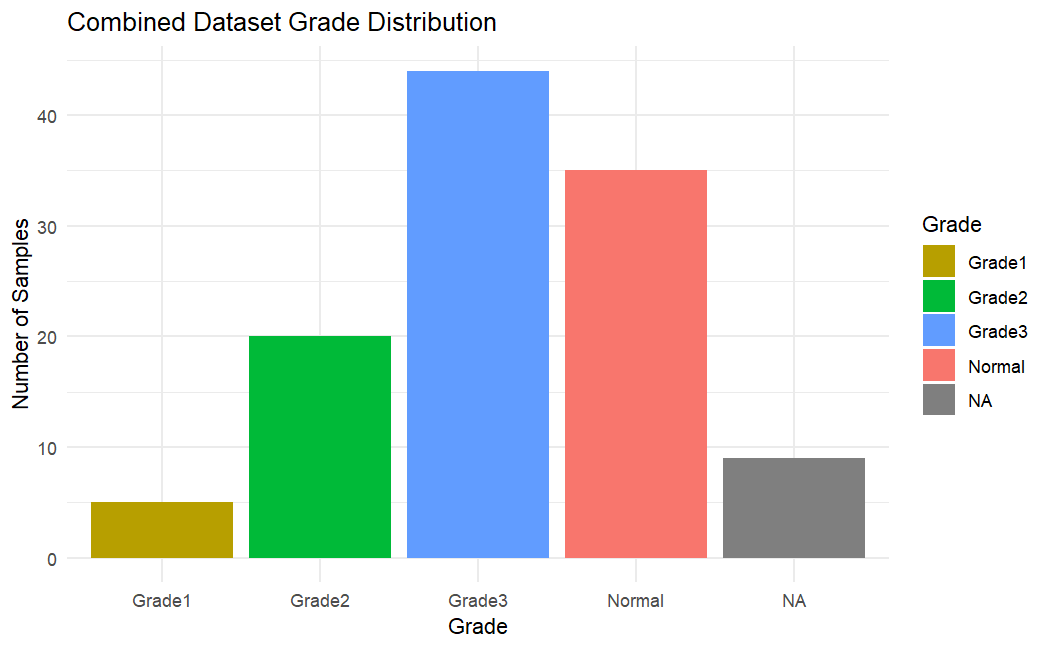 Combined Dataset Grade Distribution
Number of Samples
40
30
20
10
0
Grade1 Grade2 Grade3 Normal NA
Grade
Grade
Grade1
Grade2
Grade3
Normal
NA